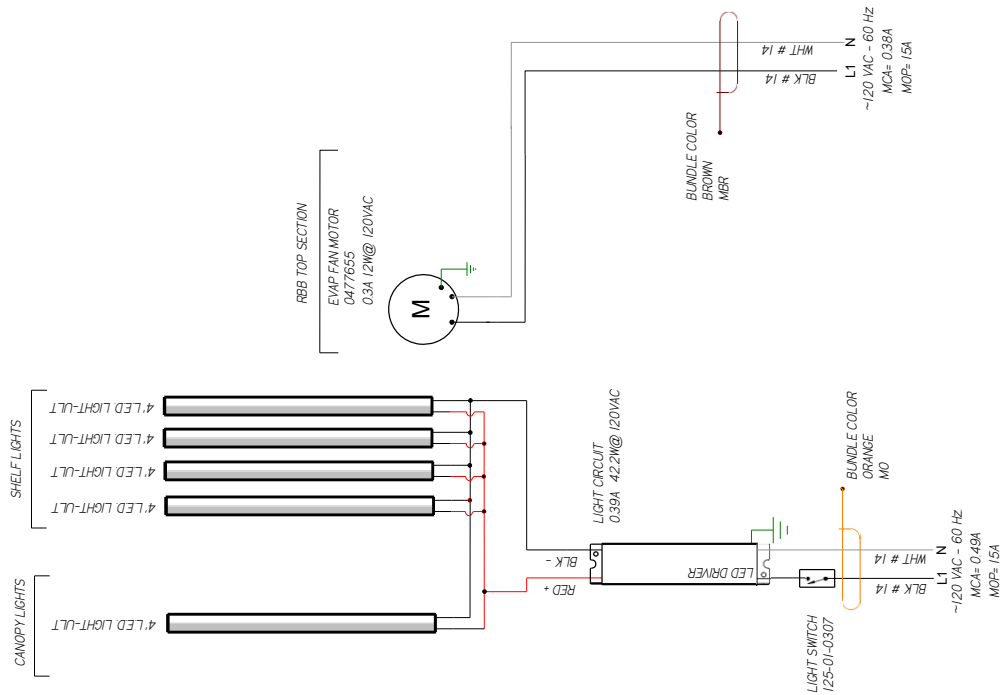 RBB TOP SECTION
EVAP FAN MOTOR
0477655
0.3A 12W@ 120VAC
M
WHT # 14
BLK # 14
N
L1
~120 VAC - 60 Hz
MCA= 0.38A
MOP= 15A
BUNDLE COLOR
BROWN
MBR
SHELF LIGHTS
4' LED LIGHT-ULT
4' LED LIGHT-ULT
4' LED LIGHT-ULT
4' LED LIGHT-ULT
CANOPY LIGHTS
4' LED LIGHT-ULT
LIGHT CIRCUIT
0.39A 42.2W@ 120VAC
BLK -
RED +
LED DRIVER
BUNDLE COLOR
ORANGE
MO
WHT # 14
BLK # 14
N
L1
~120 VAC - 60 Hz
MCA= 0.49A
MOP= 15A
LIGHT SWITCH
125-01-0307